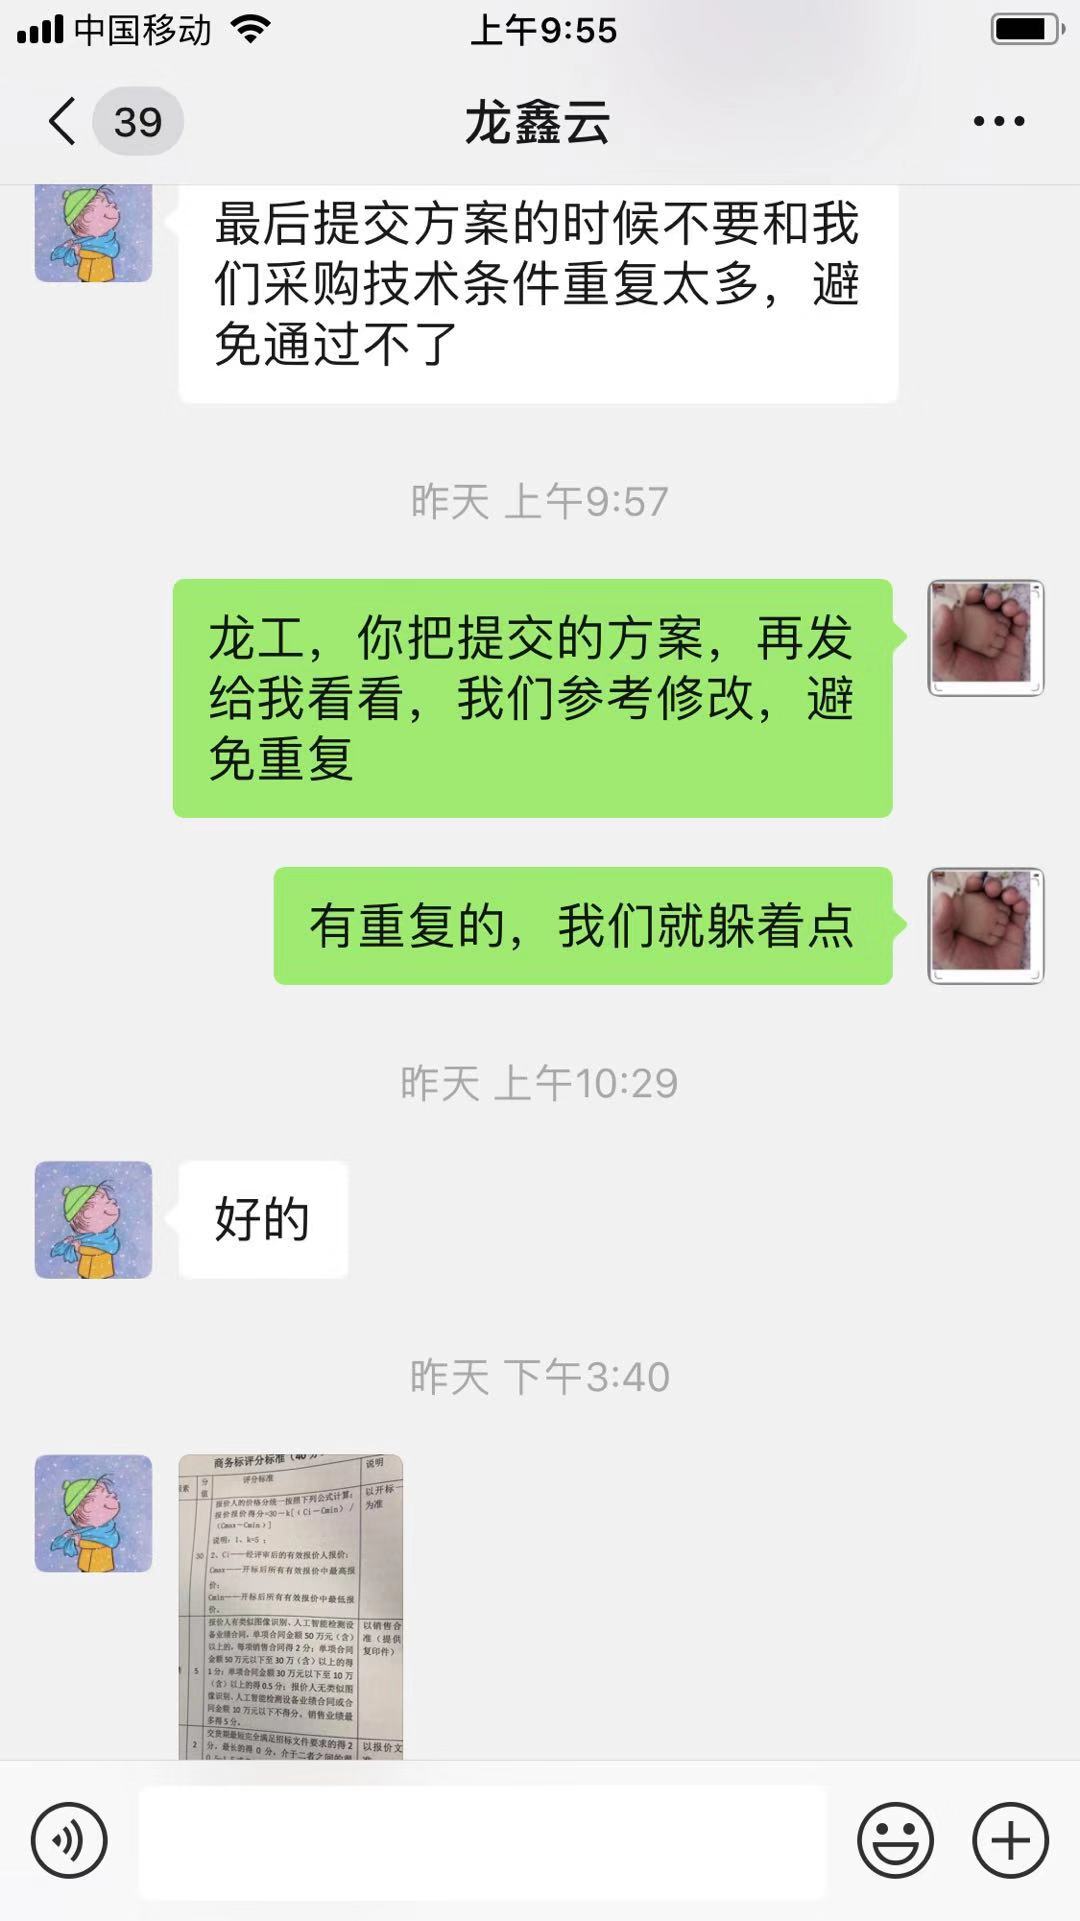 中国移动
上午9:55
39
龙鑫云
最后提交方案的时候不要和我
们采购技术条件重复太多，避
免通过不了
昨天 上午9:57
龙工，你把提交的方案，再发
给我看看，我们参考修改，避
免重复
有重复的，我们就躲着点
昨天 上午10:29
好的
昨天 下午3:40
商务标评分标准（40分
分值
评分标准
说明
报价人的价格分统一按照下列公式计算：
报价报价得分=30－k[（Ci－Cmin）/
（Cmax－Cmin）]
说明：1、k=5；
30
2、Ci——经评审后的有效报价人报价；
Cmax——开标后所有有效报价中最高报
价；
Cmin——开标后所有有效报价中最低报
价。
以开标一
为准
5
报价人有类似图像识别、人工智能检测设
备业绩合同，单项合同金额 50 万元（含）
以上的，每项销售合同得 2 分；单项合同
金额 50 万元以下至 30 万（含）以上的得
1 分；单项合同金额 30 万元以下至 10 万
（含）以上的得 0.5 分；报价人无类似图
像识别、人工智能检测设备业绩合同或合
同金额 10 万元以下不得分。销售业绩最
多得 5 分。
以销售合
准（提供
复印件）
2
交货期最短完全满足招标文件要求的得 2
分，最长的得 0 分，介于二者之间的得
以报价文